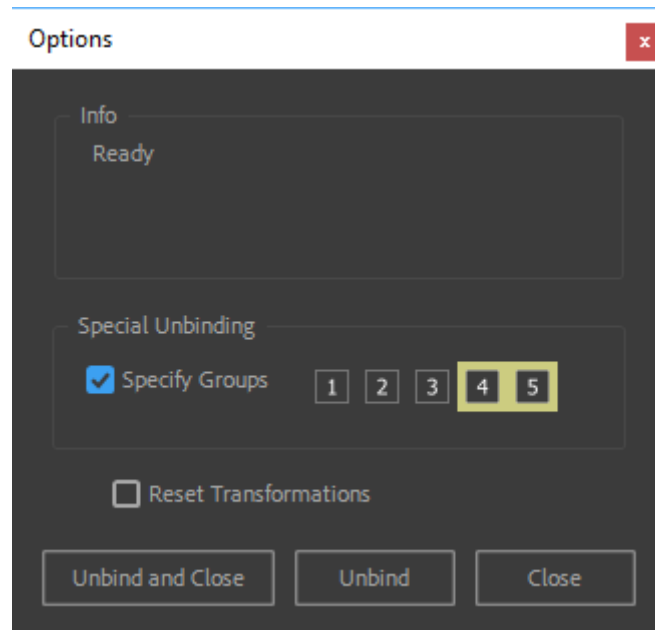 Options
x
Info
Ready
Special Unbinding
Specify Groups 1 2 3 4 5
Reset Transformations
Unbind and Close Unbind Close